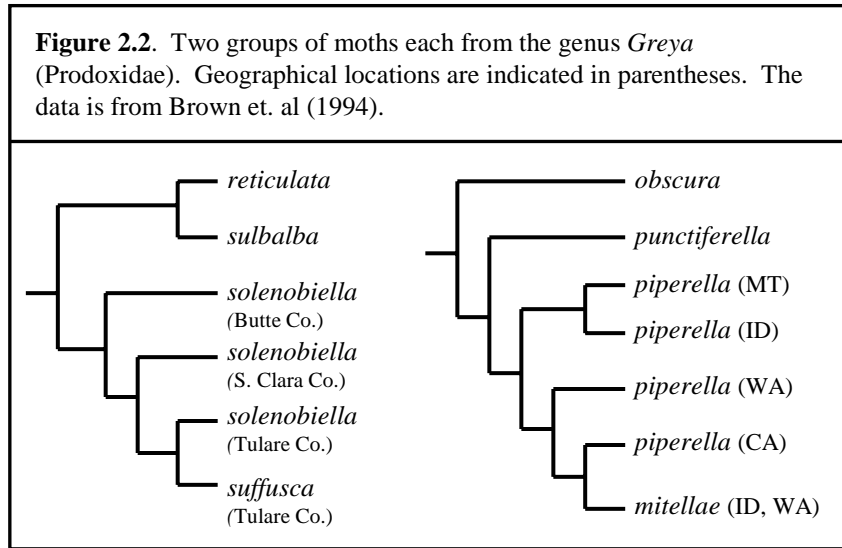 Figure 2.2. Two groups of moths each from the genus Greya
(Prodoxidae). Geographical locations are indicated in parentheses. The
data is from Brown et. al (1994).
reticulata
sulbalba
solenobiella
(Butte Co.)
solenobiella
(S. Clara Co.)
solenobiella
(Tulare Co.)
suffusca
(Tulare Co.)
obscura
punctiferella
piperella (MT)
piperella (ID)
piperella (WA)
piperella (CA)
mitellae (ID, WA)